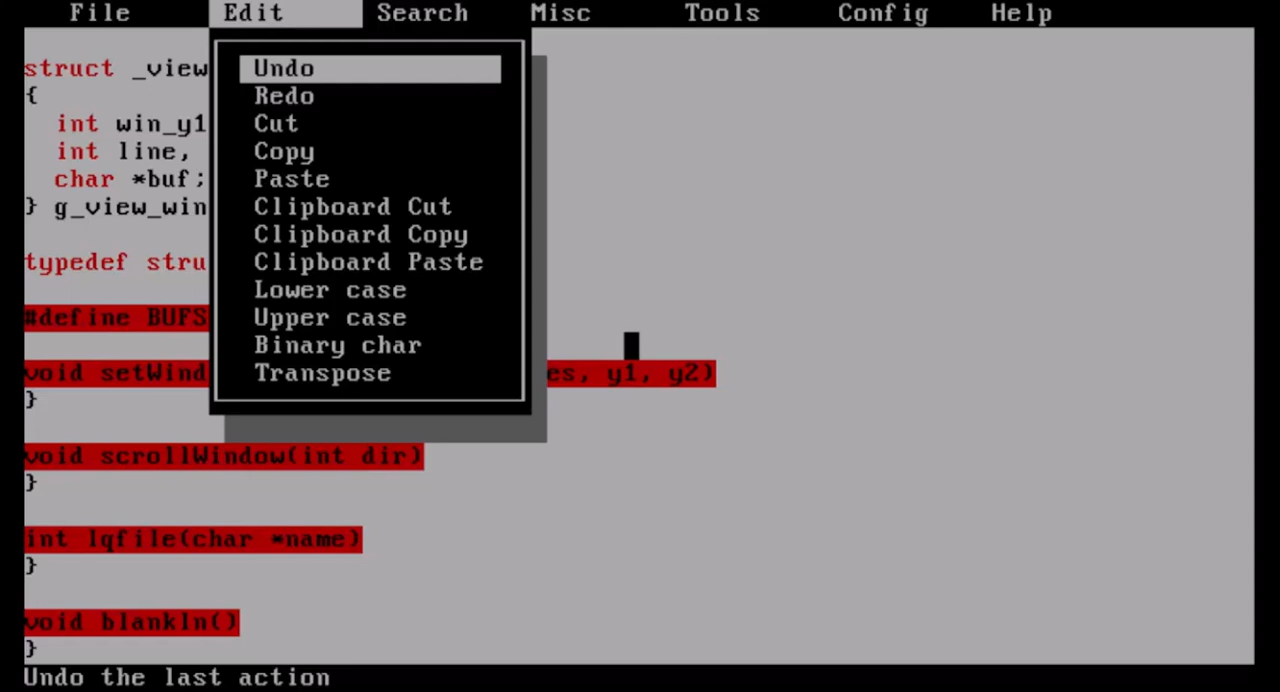 File Edit Search Misc Tools Config Help
struct _view Undo
{ Redo
int win_y1 Cut
int line, Copy
char *buf; Paste
} g_view_win Clipboard Cut
Clipboard Copy
typedef stru Clipboard Paste
Lower case
#define BUFS Upper case
Binary char
void setWind Transpose es, y1, y2)
}
void scrollWindow(int dir)
}
int lqfile(char *name)
}
void blankln()
}
Undo the last action